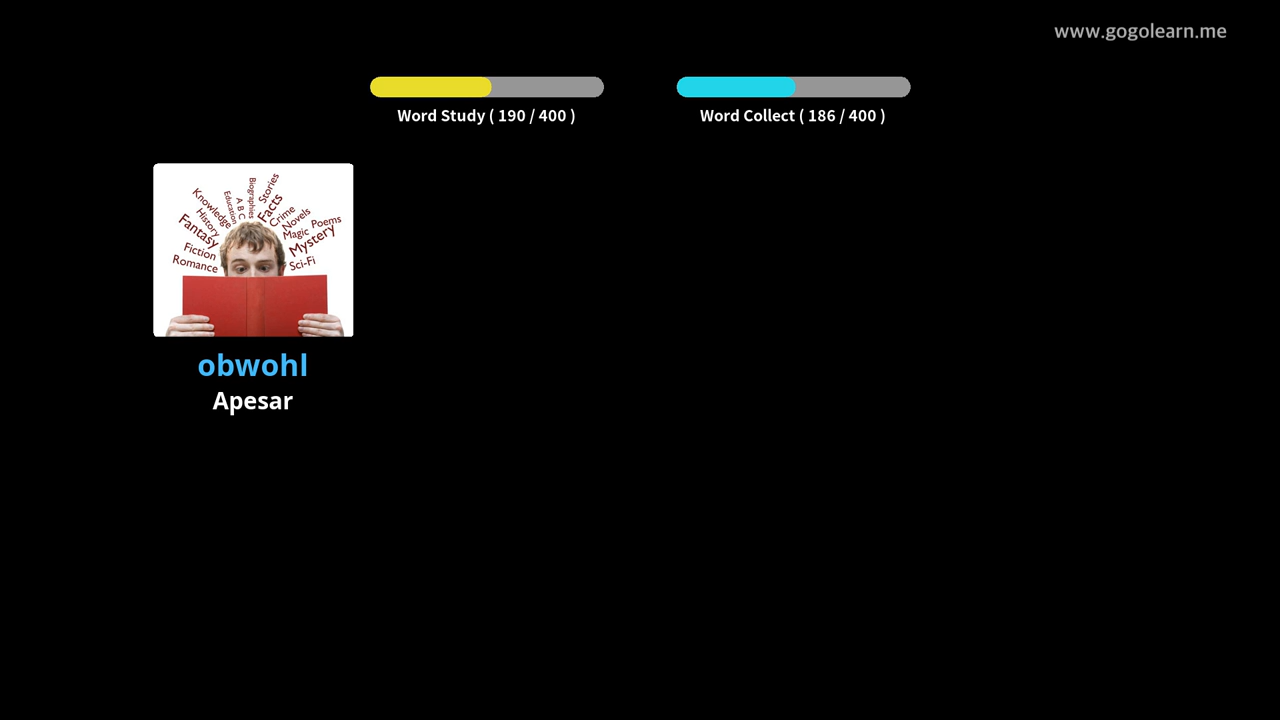 www.gogolearn.me
Word Study ( 190 / 400 )
Word Collect ( 186 / 400 )
Knowledge
History
Fantasy
Fiction
Romance
Education
A B C
Biographies
Stories
Facts
Crime
Novels
Magic
Poems
Mystery
Sci-Fi
obwohl
Apesar